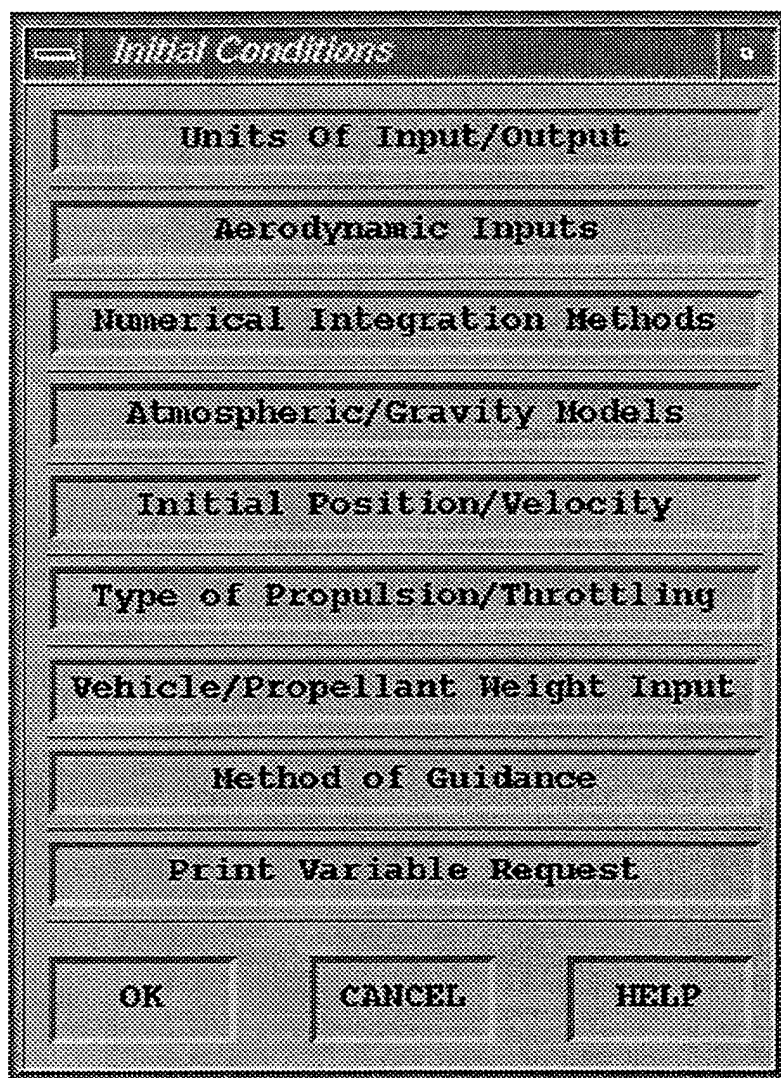 Initial Conditions
Units Of Input/Output
Aerodynamic Inputs
Numerical Integration Methods
Atmospheric/Gravity Models
Initial Position/Velocity
Type of Propulsion/Throttling
Vehicle/Propellant Weight Input
Method of Guidance
Print Variable Request
OK CANCEL HELP